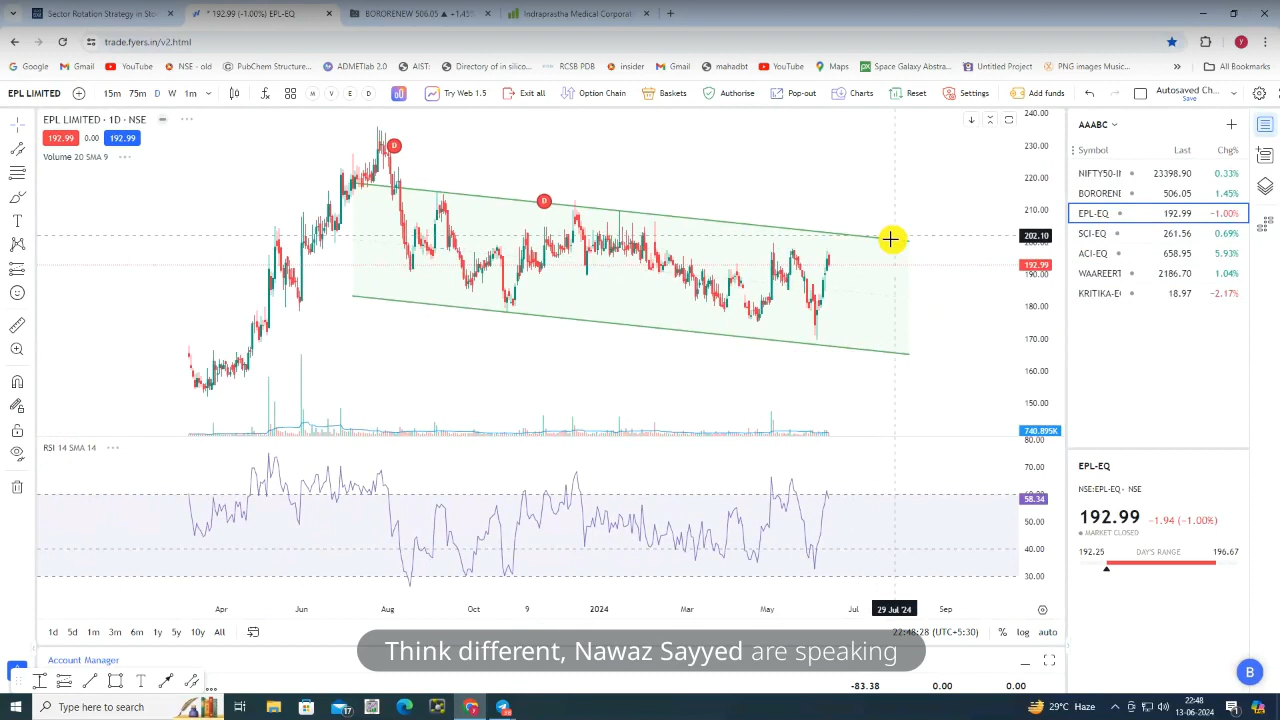 Sector Rotation Strategy in Stoc
* 192.99 (-1.00%) EPL-EQ
BORORENEW 506.05 ▲ +1.45%
Indraprastha Medical Corporati
trade.fyers.in/v2.html
Google
Gmail
YouTube
NSE - old
PubChem Structure...
ADMETlab 2.0
AIST:
Directory of in silico...
RCSB PDB
insider
Gmail
mahadbt
YouTube
Maps
Space Galaxy Abstra...
Untitled Project
PNG images Music...
All Bookmarks
EPL LIMITED
15m 75m D W 1m
M V E D
Try Web 1.5
Exit all
Option Chain
Baskets
Authorise
Pop-out
Charts
Reset
Settings
Add funds
Autosaved Ch...
Save
EPL LIMITED · 1D · NSE
192.99 0.00 192.99
Volume 20 SMA 9
D
D
240.00
230.00
220.00
210.00
202.10
192.99
190.00
180.00
170.00
160.00
150.00
740.895K
80.00
RSI 14 SMA 14
70.00
58.34
50.00
40.00
30.00
Apr Jun Aug Oct 9 2024 Mar May Jul 29 Jul '24 Sep
1d 5d 1m 3m 6m 1y 5y 10y All
22:48:28 (UTC+5:30) % log auto
AAABC
Symbol Last Chg%
NIFTY50-IN 23398.90 0.33%
BORORENE 506.05 1.45%
EPL-EQ 192.99 −1.00%
SCI-EQ 261.56 0.69%
ACI-EQ 658.95 5.93%
WAAREERT 2186.70 1.04%
KRITIKA-E 18.97 −2.17%
EPL-EQ
NSE:EPL-EQ NSE
192.99 −1.94 (−1.00%)
MARKET CLOSED
192.25 DAY'S RANGE 196.67
Think different, Nawaz Sayyed are speaking
Account Manager
-83.38 0.00 0.00
B
Type here to search
17
29°C Haze
22:48
13-06-2024